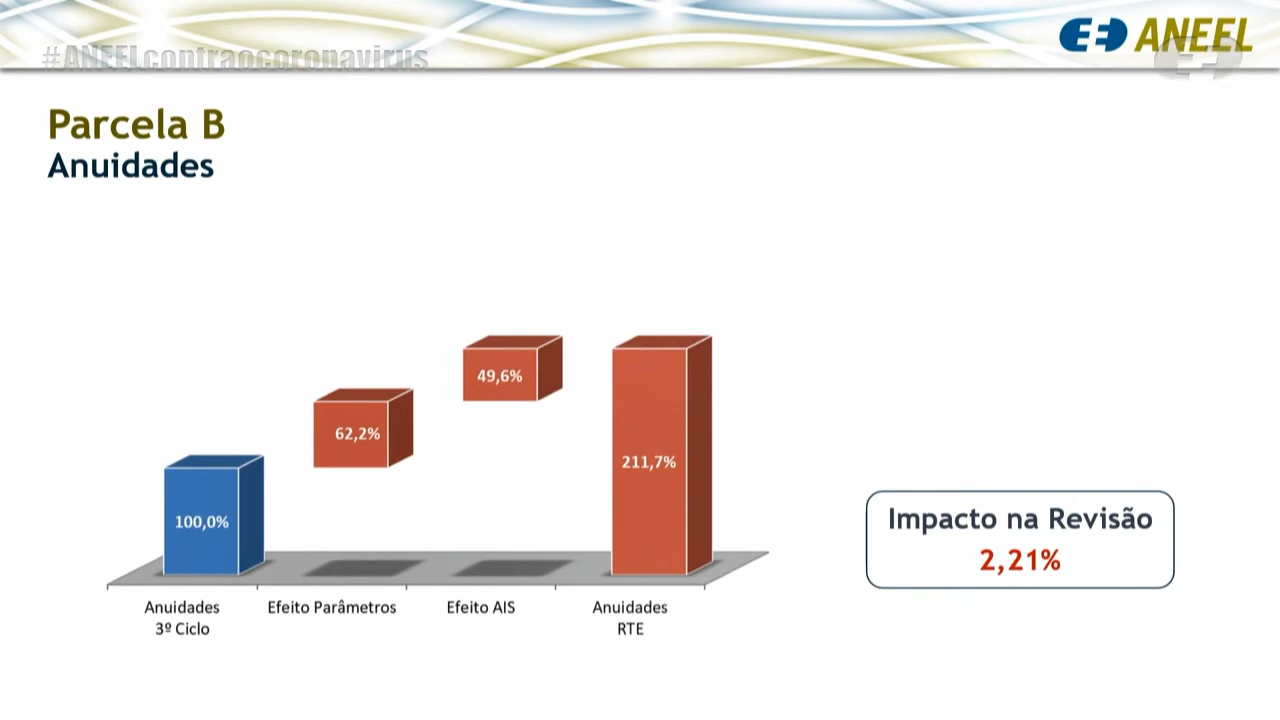 #ANEELcontraocoronavirus
ANEEL
Parcela B
Anuidades
49,6%
62,2%
211,7%
100,0%
Impacto na Revisão
2,21%
Anuidades
3º Ciclo
Efeito Parâmetros
Efeito AIS
Anuidades
RTE